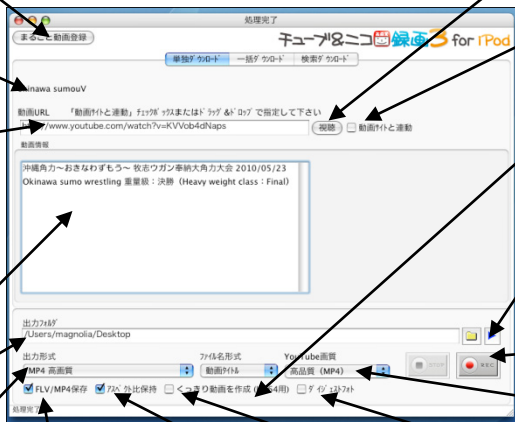 処理完了
まるごと動画登録
チューブ&ニコ録画3 for iPod
単独ダウンロード 一括ダウンロード 検索ダウンロード
inawa sumouV
動画URL 「動画サイトと連動」チェックボックスまたはドラッグ&ドロップで指定して下さい
www.youtube.com/watch?v=KVVob4dNaps 視聴 動画サイトと連動
動画情報
沖縄角力～おきなわずもう～ 牧志ウガン奉納大角力大会 2010/05/23
Okinawa sumo wrestling 重量級：決勝（Heavy weight class：Final）
出力フォルダ
/Users/magnolia/Desktop
出力形式 ファイル名形式 YouTube画質
MP4 高画質 動画タイトル 高品質（MP4） STOP REC
FLV/MP4保存 アスペクト比保持 くっきり動画を作成 ダイジェストフォト
処理完了